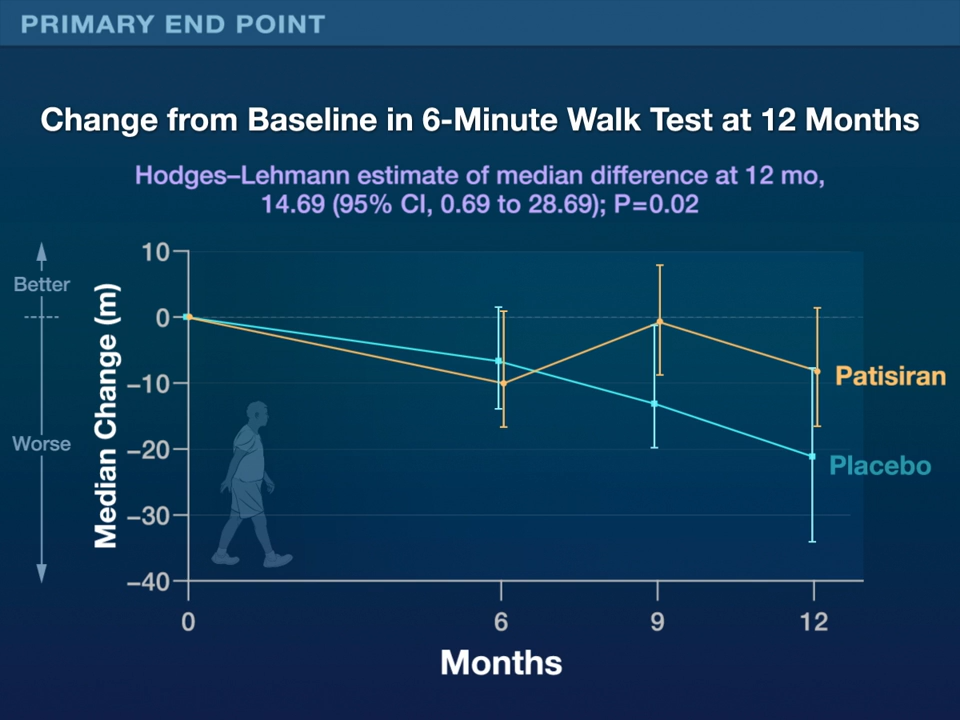 PRIMARY END POINT
Change from Baseline in 6-Minute Walk Test at 12 Months
Hodges–Lehmann estimate of median difference at 12 mo,
14.69 (95% CI, 0.69 to 28.69); P=0.02
Better
Worse
Median Change (m)
10
0
–10
–20
–30
–40
Patisiran
Placebo
0 6 9 12
Months